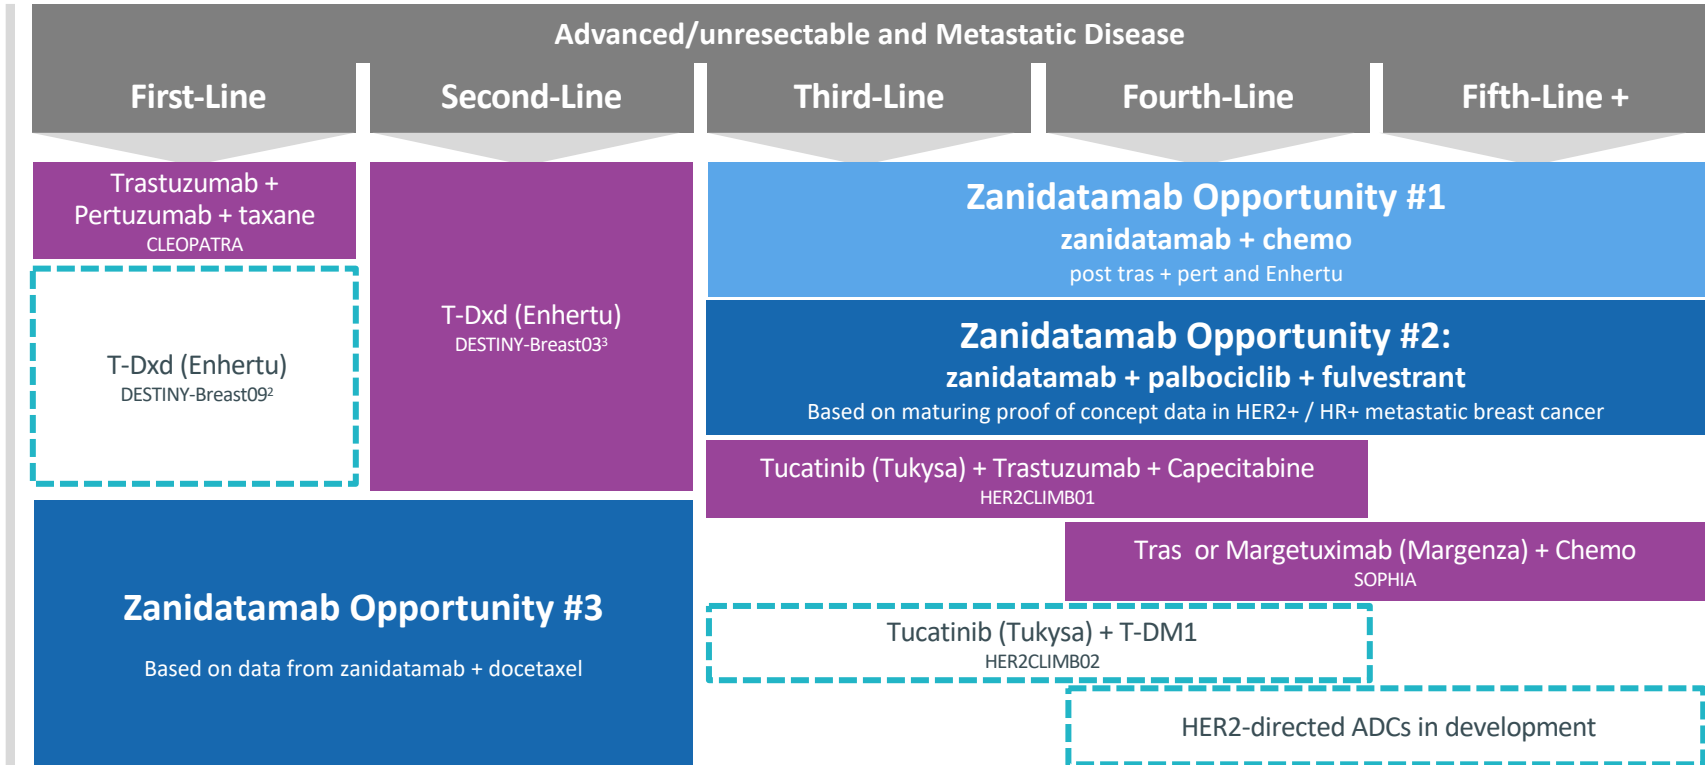 Advanced/unresectable and Metastatic Disease
First-Line
Second-Line
Third-Line
Fourth-Line
Fifth-Line +
Trastuzumab +
Pertuzumab + taxane
CLEOPATRA
T-Dxd (Enhertu)
DESTINY-Breast09²
T-Dxd (Enhertu)
DESTINY-Breast03³
Zanidatamab Opportunity #1
zanidatamab + chemo
post tras + pert and Enhertu
Zanidatamab Opportunity #2:
zanidatamab + palbociclib + fulvestrant
Based on maturing proof of concept data in HER2+ / HR+ metastatic breast cancer
Tucatinib (Tukysa) + Trastuzumab + Capecitabine
HER2CLIMB01
Tras or Margetuximab (Margenza) + Chemo
SOPHIA
Zanidatamab Opportunity #3
Based on data from zanidatamab + docetaxel
Tucatinib (Tukysa) + T-DM1
HER2CLIMB02
HER2-directed ADCs in development